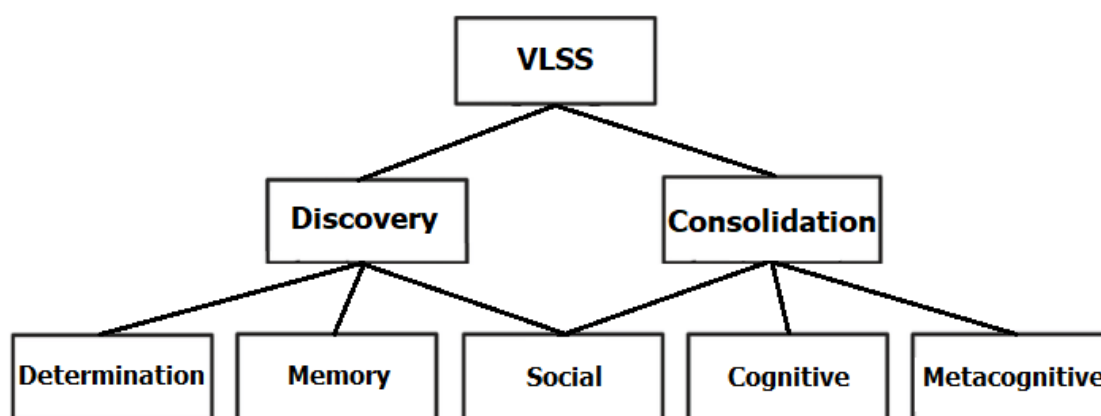 VLSS
Discovery
Consolidation
Determination
Memory
Social
Cognitive
Metacognitive